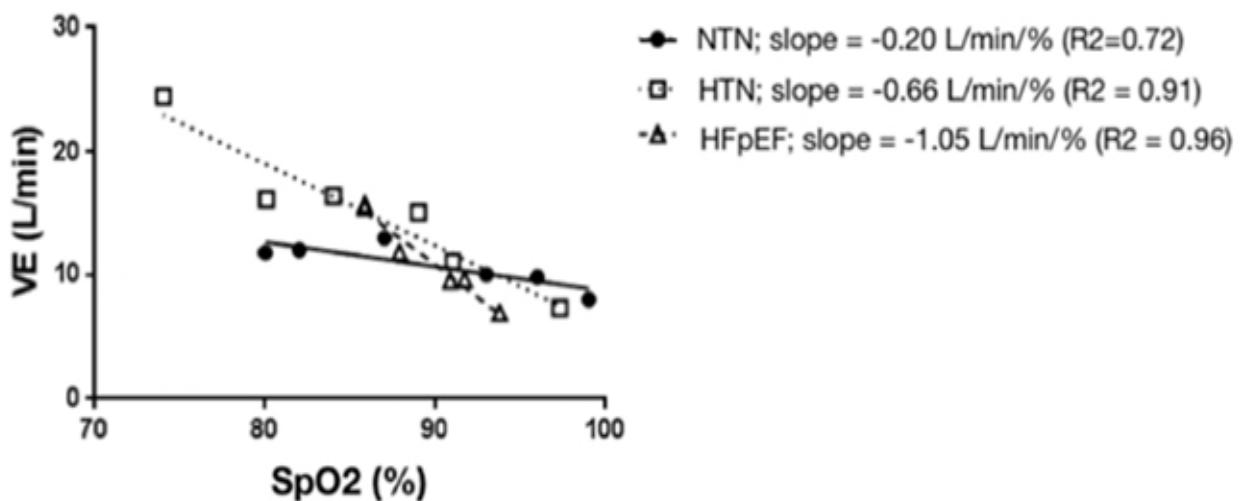 30
20
10
0
VE (L/min)
70 80 90 100
SpO2 (%)
NTN; slope = -0.20 L/min/% (R2=0.72)
HTN; slope = -0.66 L/min/% (R2 = 0.91)
HFpEF; slope = -1.05 L/min/% (R2 = 0.96)